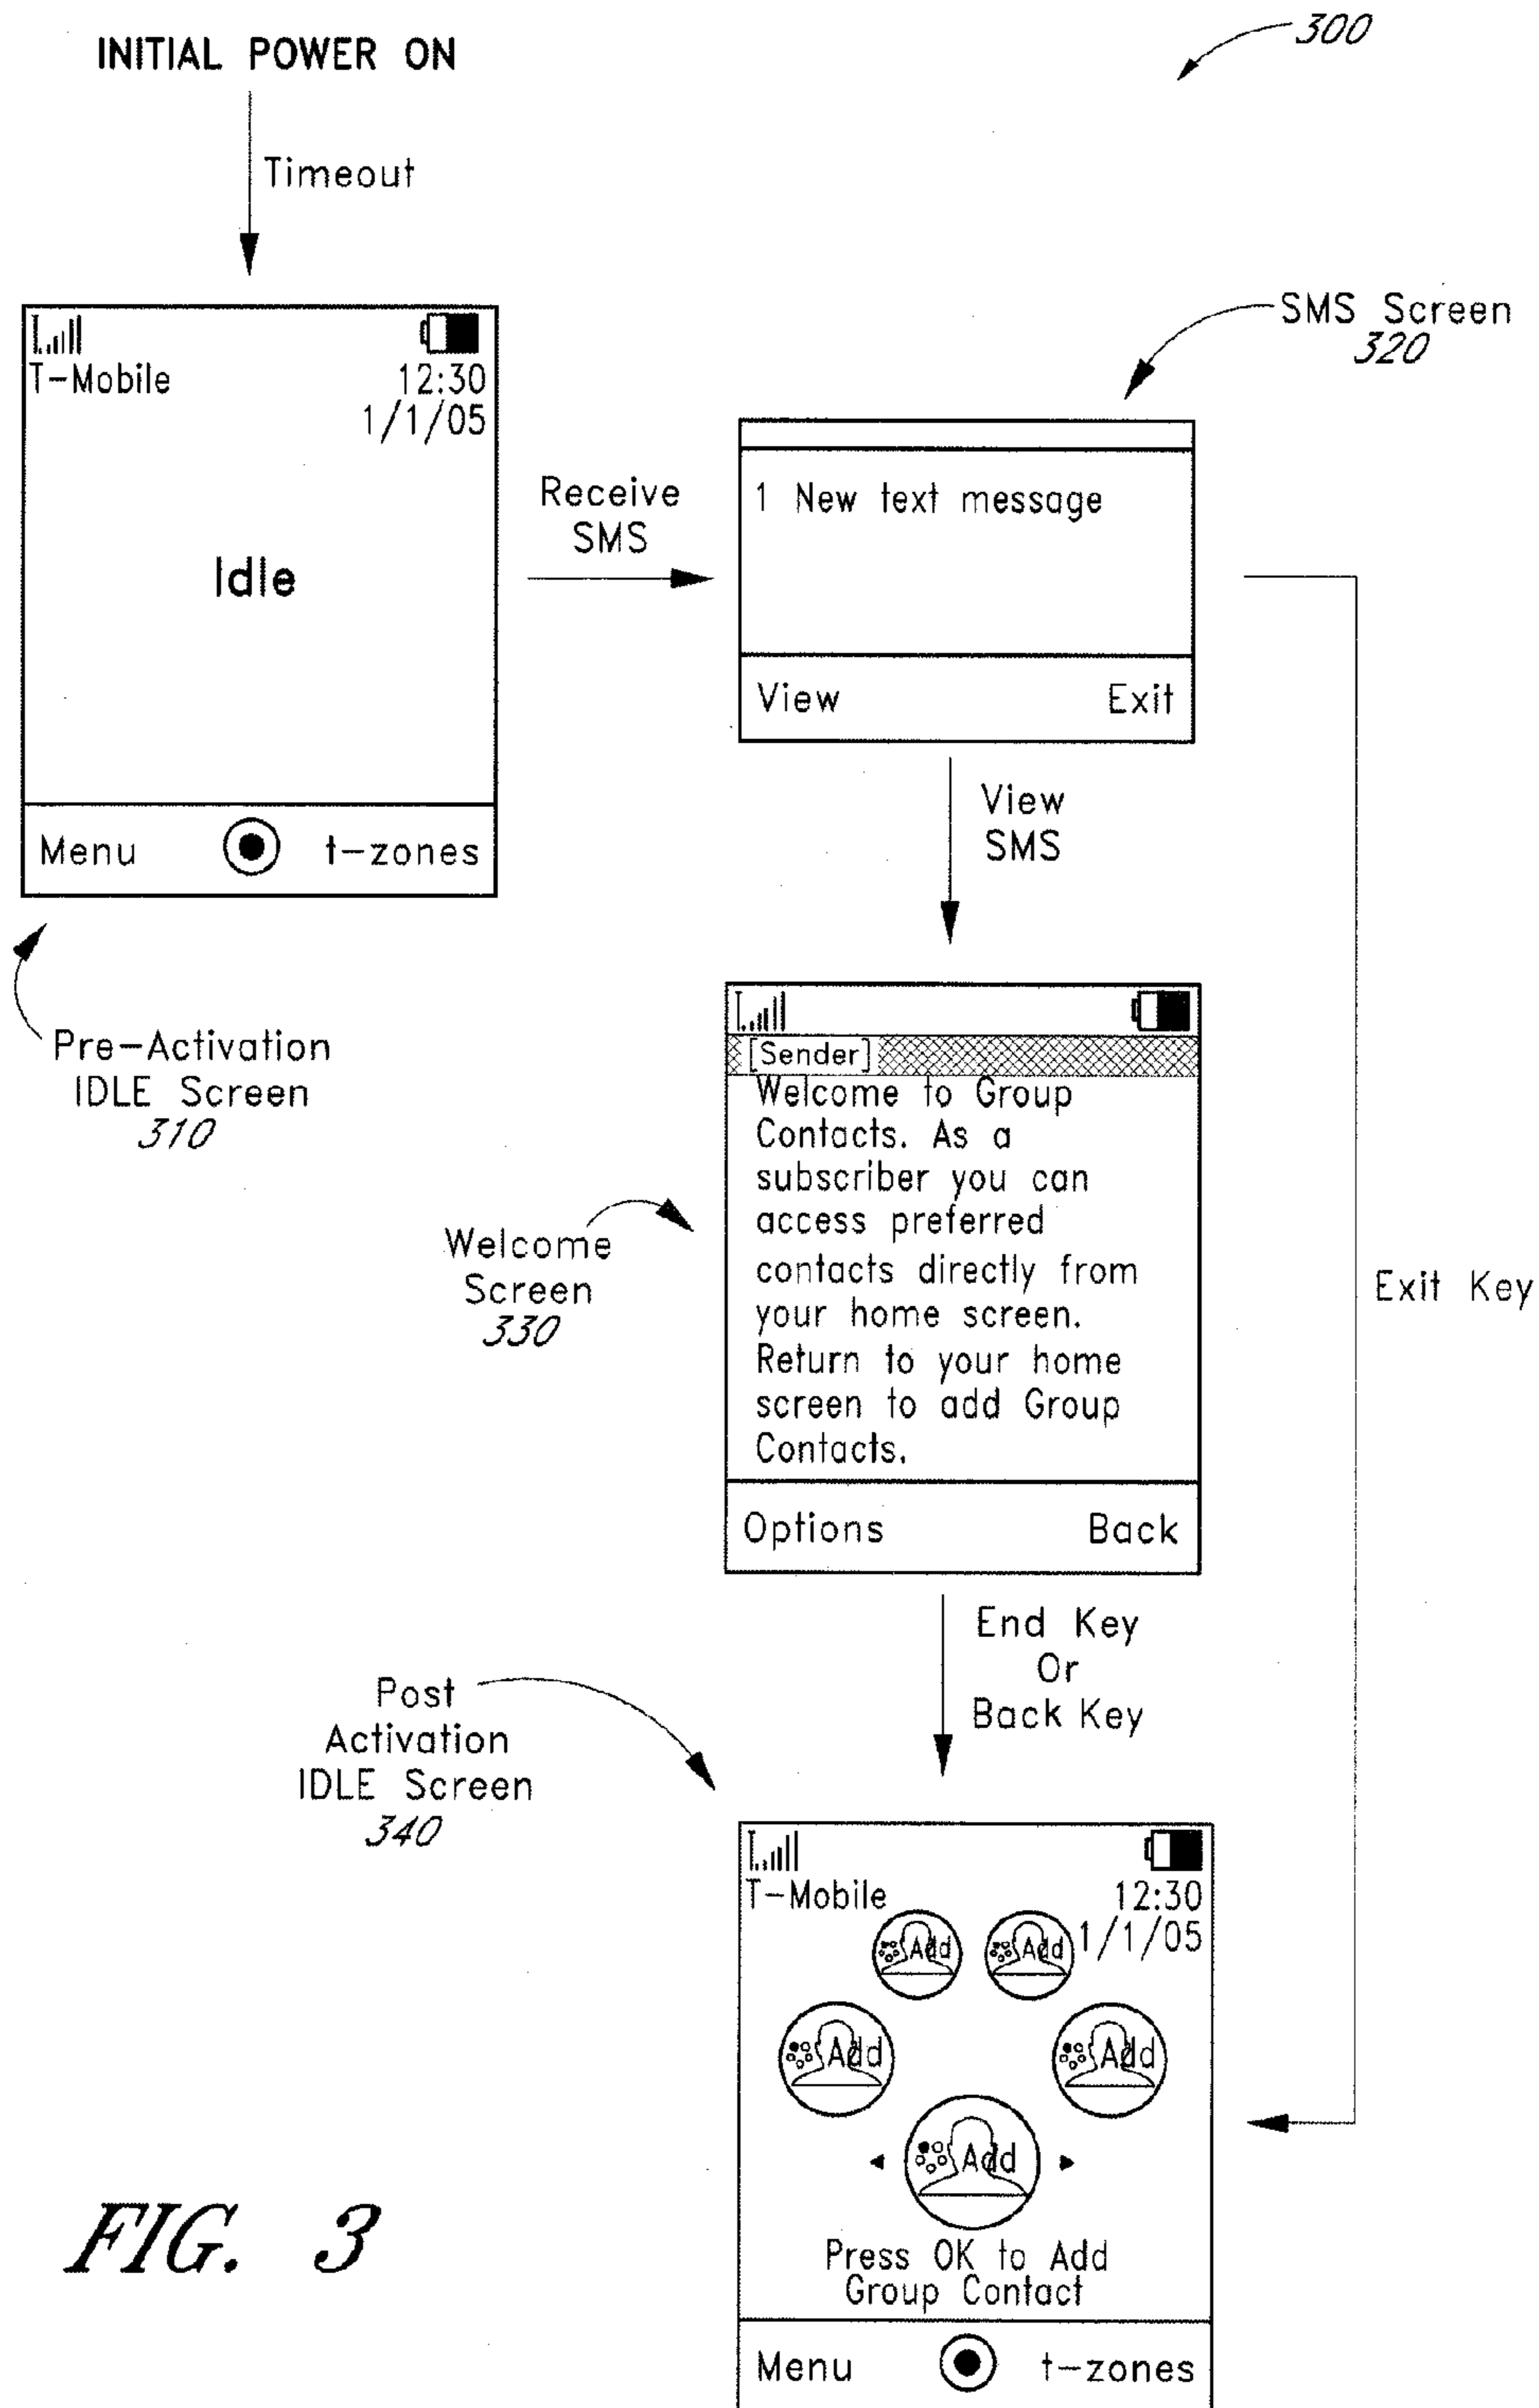 300
INITIAL POWER ON
Timeout
T-Mobile
12:30
1/1/05
Idle
Menu
t-zones
Pre-Activation
IDLE Screen
310
Receive
SMS
SMS Screen
320
1 New text message
View
Exit
View
SMS
Exit Key
Welcome
Screen
330
[Sender]
Welcome to Group
Contacts. As a
subscriber you can
access preferred
contacts directly from
your home screen.
Return to your home
screen to add Group
Contacts.
Options
Back
End Key
Or
Back Key
Post
Activation
IDLE Screen
340
T-Mobile
12:30
1/1/05
Add
Add
Add
Add
Add
Press OK to Add
Group Contact
Menu
t-zones
FIG. 3